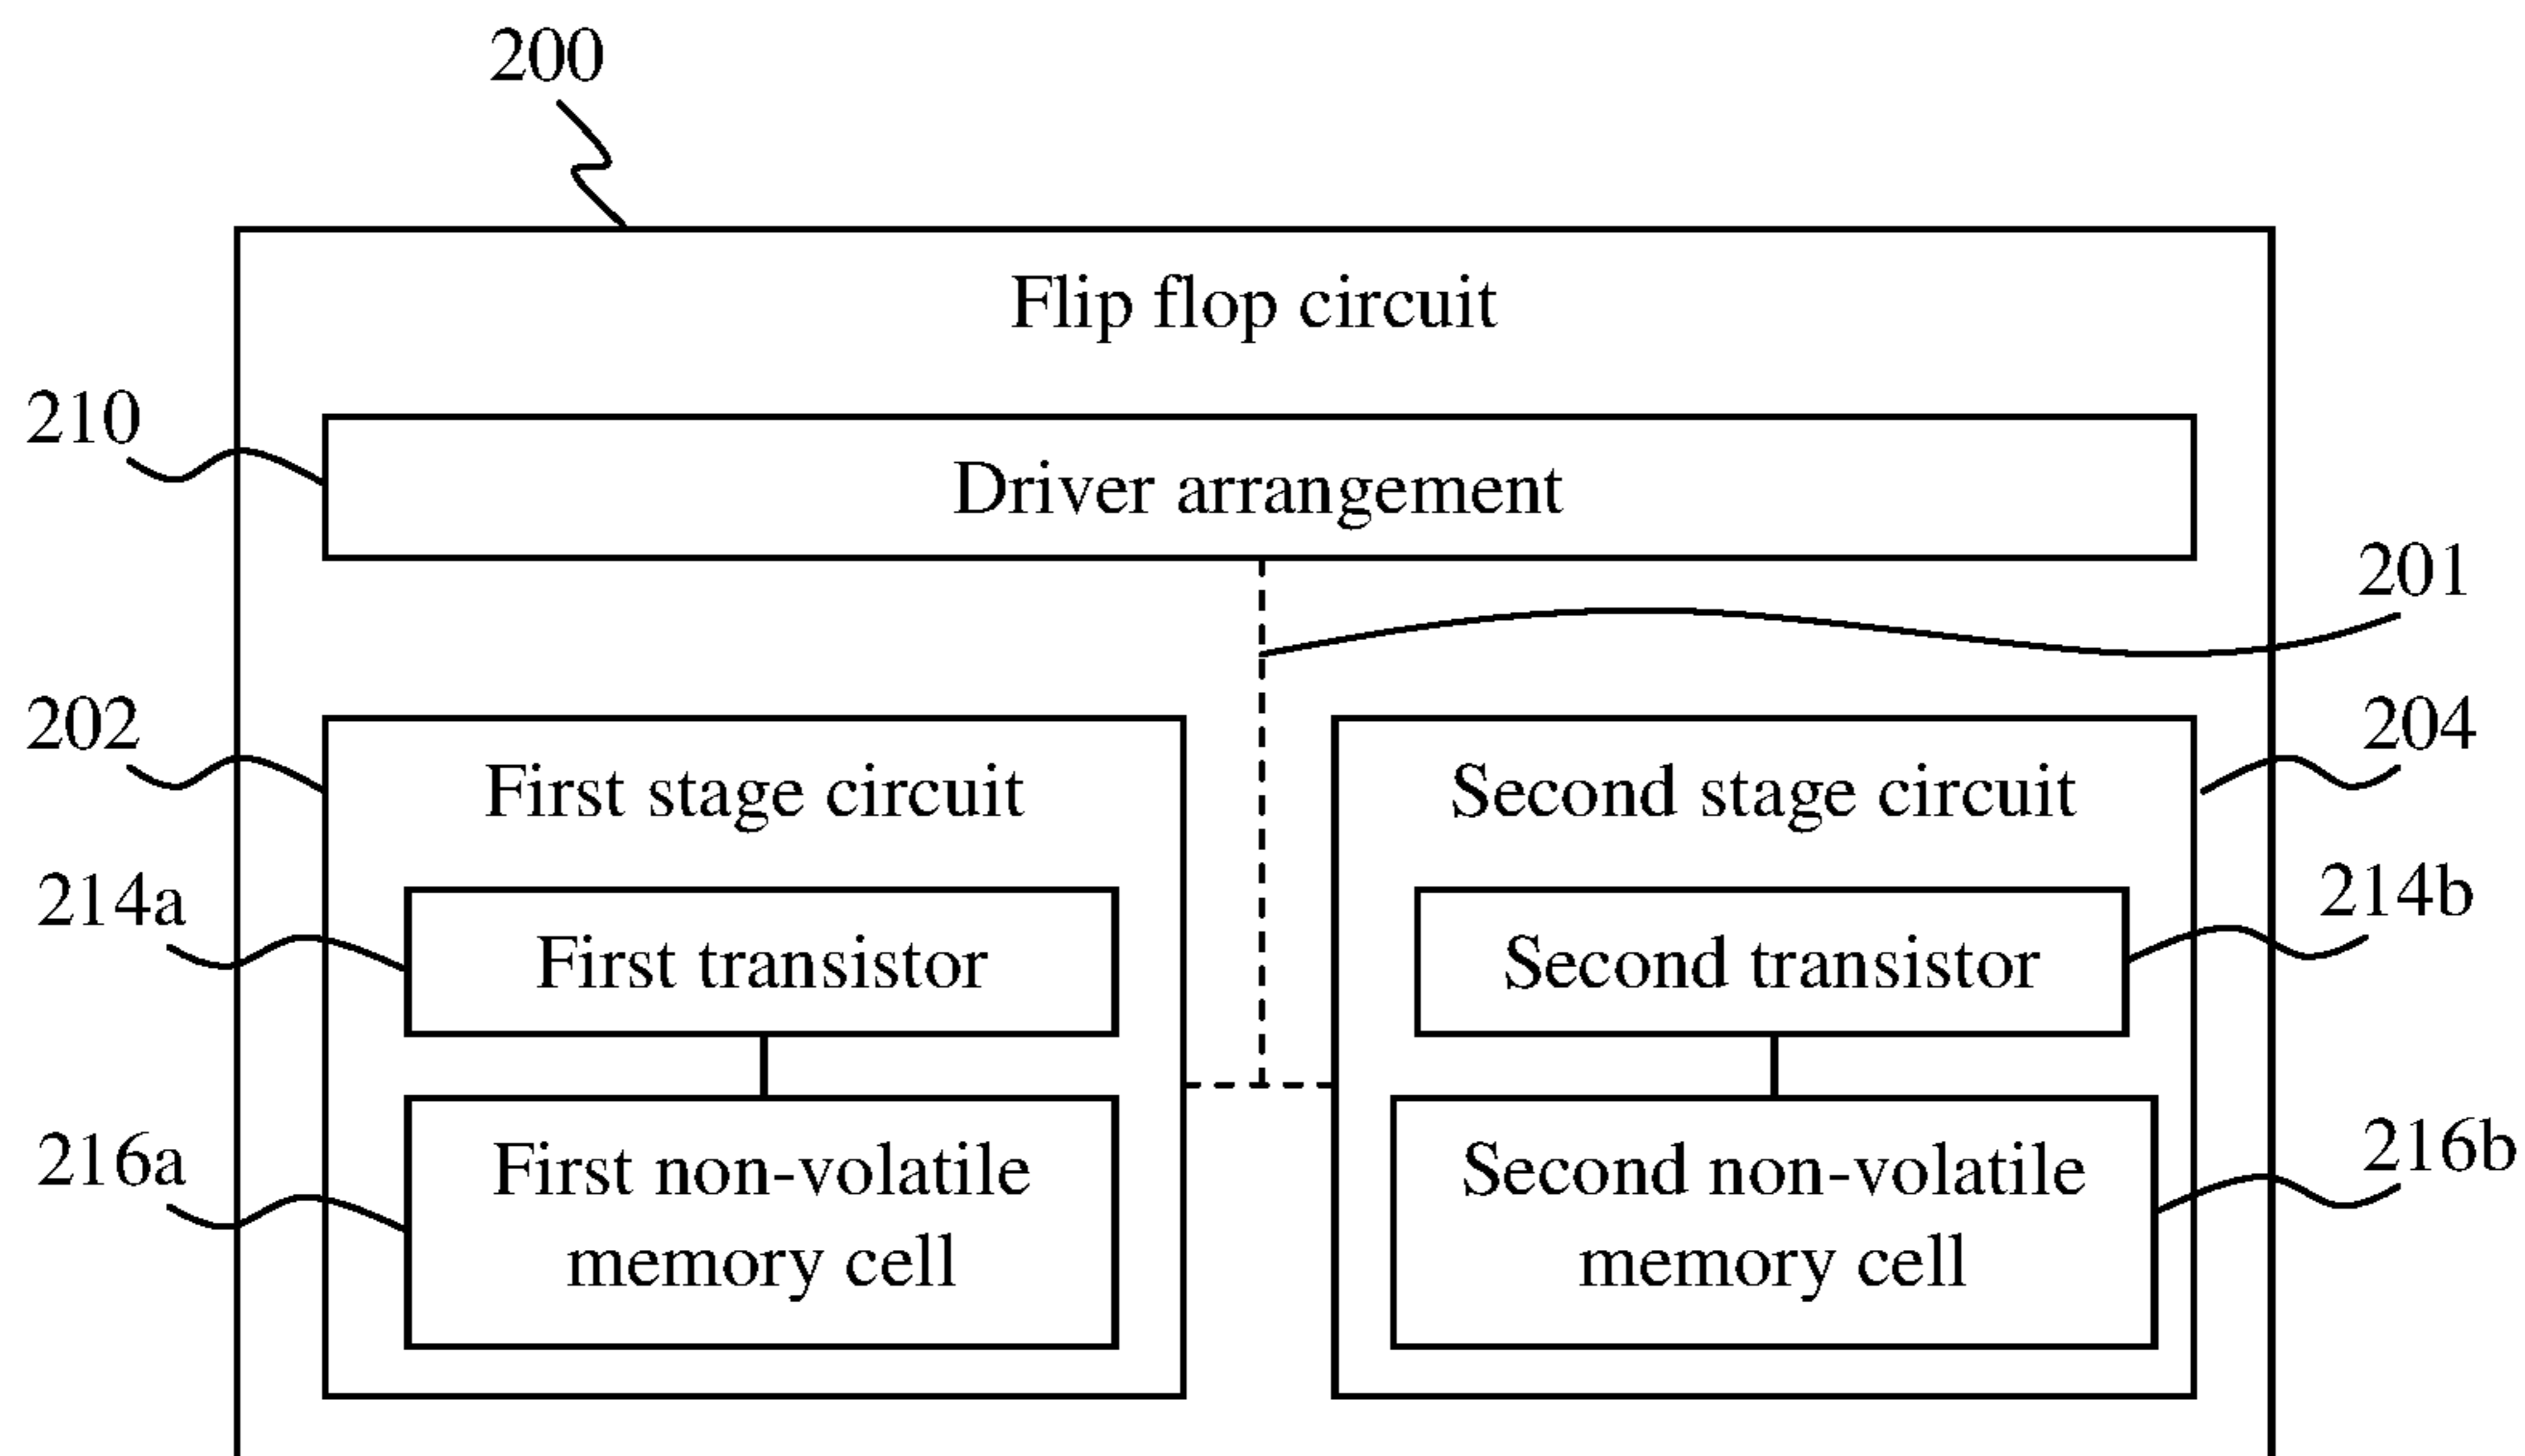 200
Flip flop circuit
210
Driver arrangement
201
202
First stage circuit
Second stage circuit
204
214a
First transistor
Second transistor
214b
216a
First non-volatile
memory cell
Second non-volatile
memory cell
216b